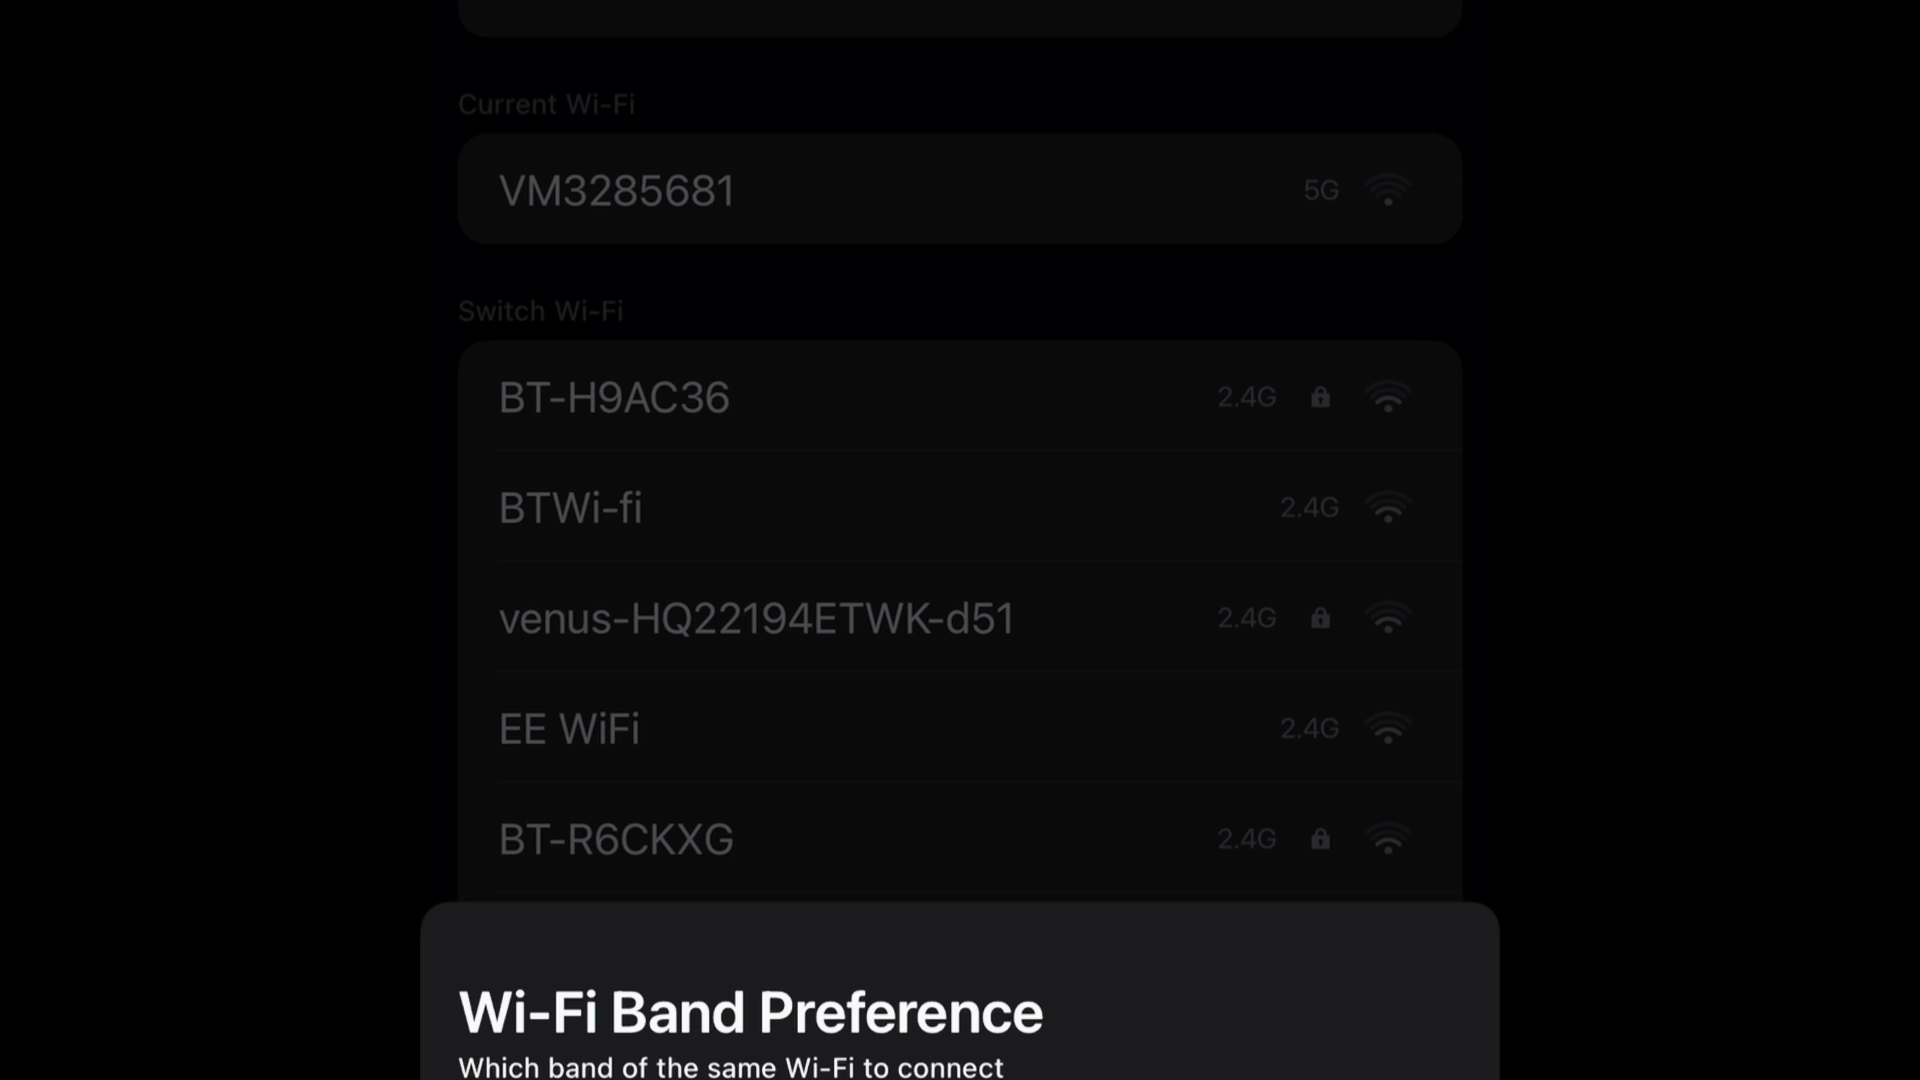 Current Wi-Fi
VM3285681 5G
Switch Wi-Fi
BT-H9AC36 2.4G
BTWi-fi 2.4G
venus-HQ22194ETWK-d51 2.4G
EE WiFi 2.4G
BT-R6CKXG 2.4G
Wi-Fi Band Preference
Which band of the same Wi-Fi to connect